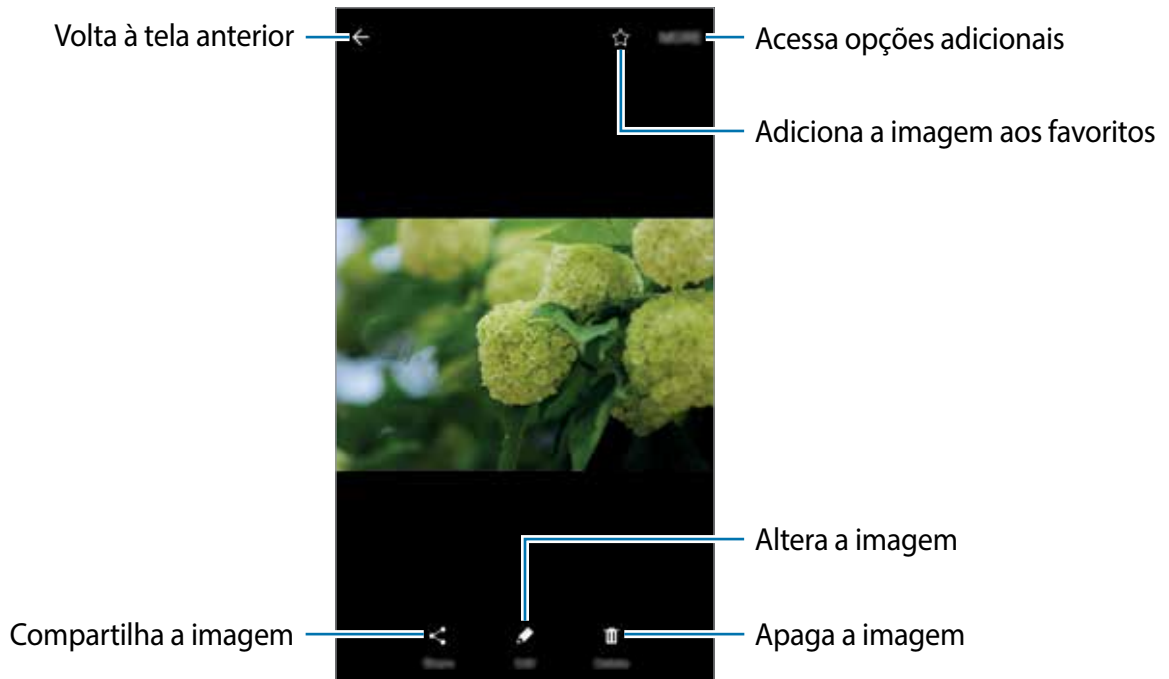 Volta à tela anterior
Acessa opções adicionais
Adiciona a imagem aos favoritos
Altera a imagem
Compartilha a imagem
Apaga a imagem